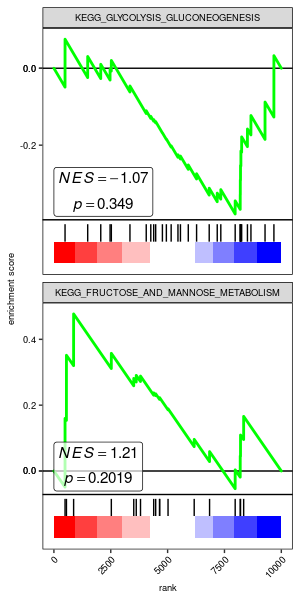 KEGG_GLYCOLYSIS_GLUCONEOGENESIS
0.0
-0.2
NES = −1.07
p = 0.349
enrichment score
KEGG_FRUCTOSE_AND_MANNOSE_METABOLISM
0.4
0.2
0.0
NES = 1.21
p = 0.2019
0
2500
5000
7500
10000
rank